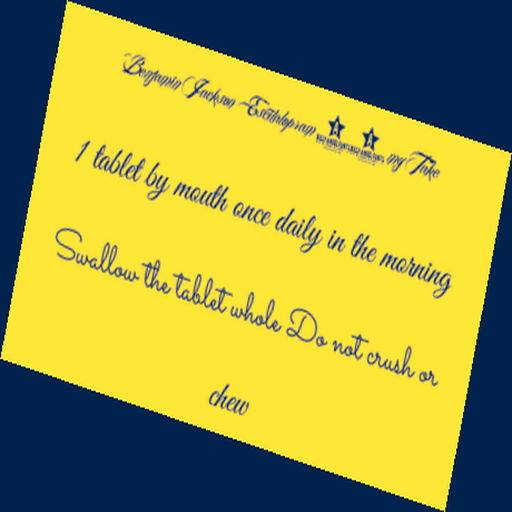 Benjamin Jackson Escitalopram mg Take
1 tablet by mouth once daily in the morning
Swallow the tablet whole Do not crush or
chew